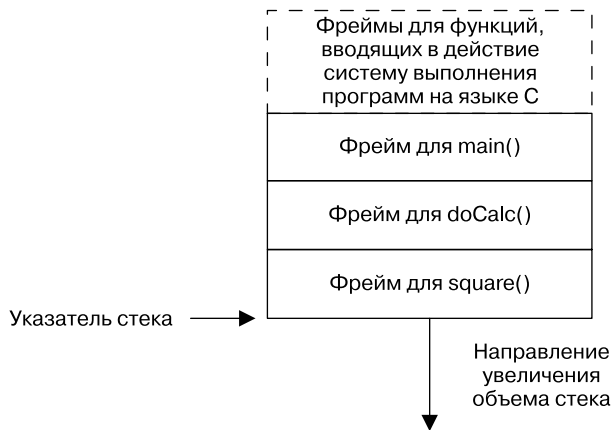 Фреймы для функций,
вводящих в действие
систему выполнения
программ на языке C
Фрейм для main()
Фрейм для doCalc()
Фрейм для square()
Указатель стека
Направление
увеличения
объема стека